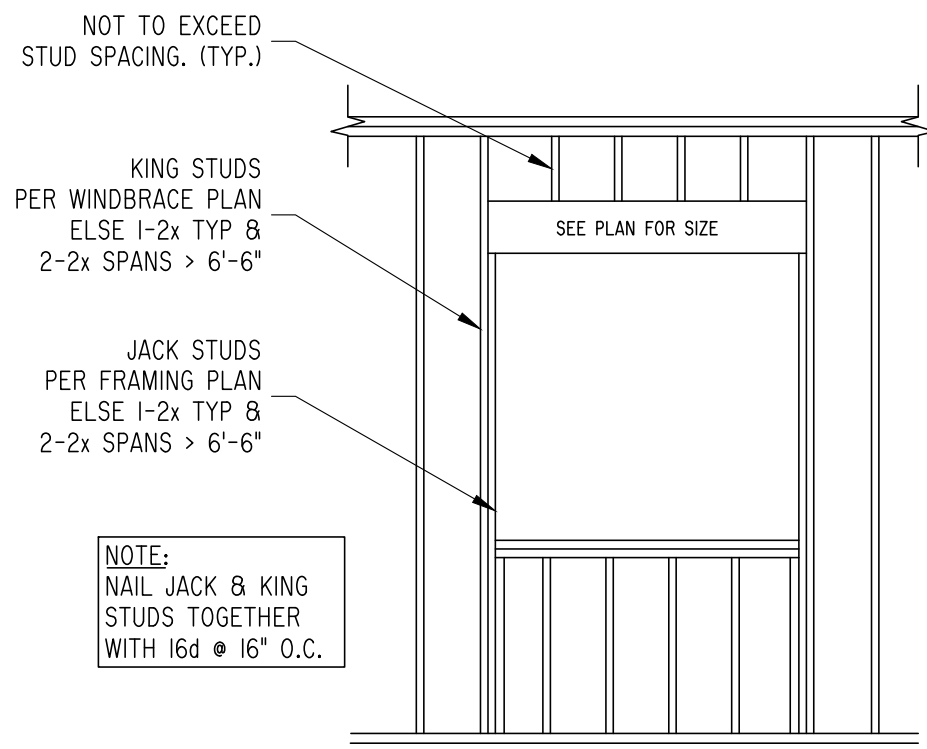 NOT TO EXCEED
STUD SPACING. (TYP.)
KING STUDS
PER WINDBRACE PLAN
ELSE 1-2x TYP &
2-2x SPANS > 6'-6"
SEE PLAN FOR SIZE
JACK STUDS
PER FRAMING PLAN
ELSE 1-2x TYP &
2-2x SPANS > 6'-6"
NOTE:
NAIL JACK & KING
STUDS TOGETHER
WITH 16d @ 16" O.C.